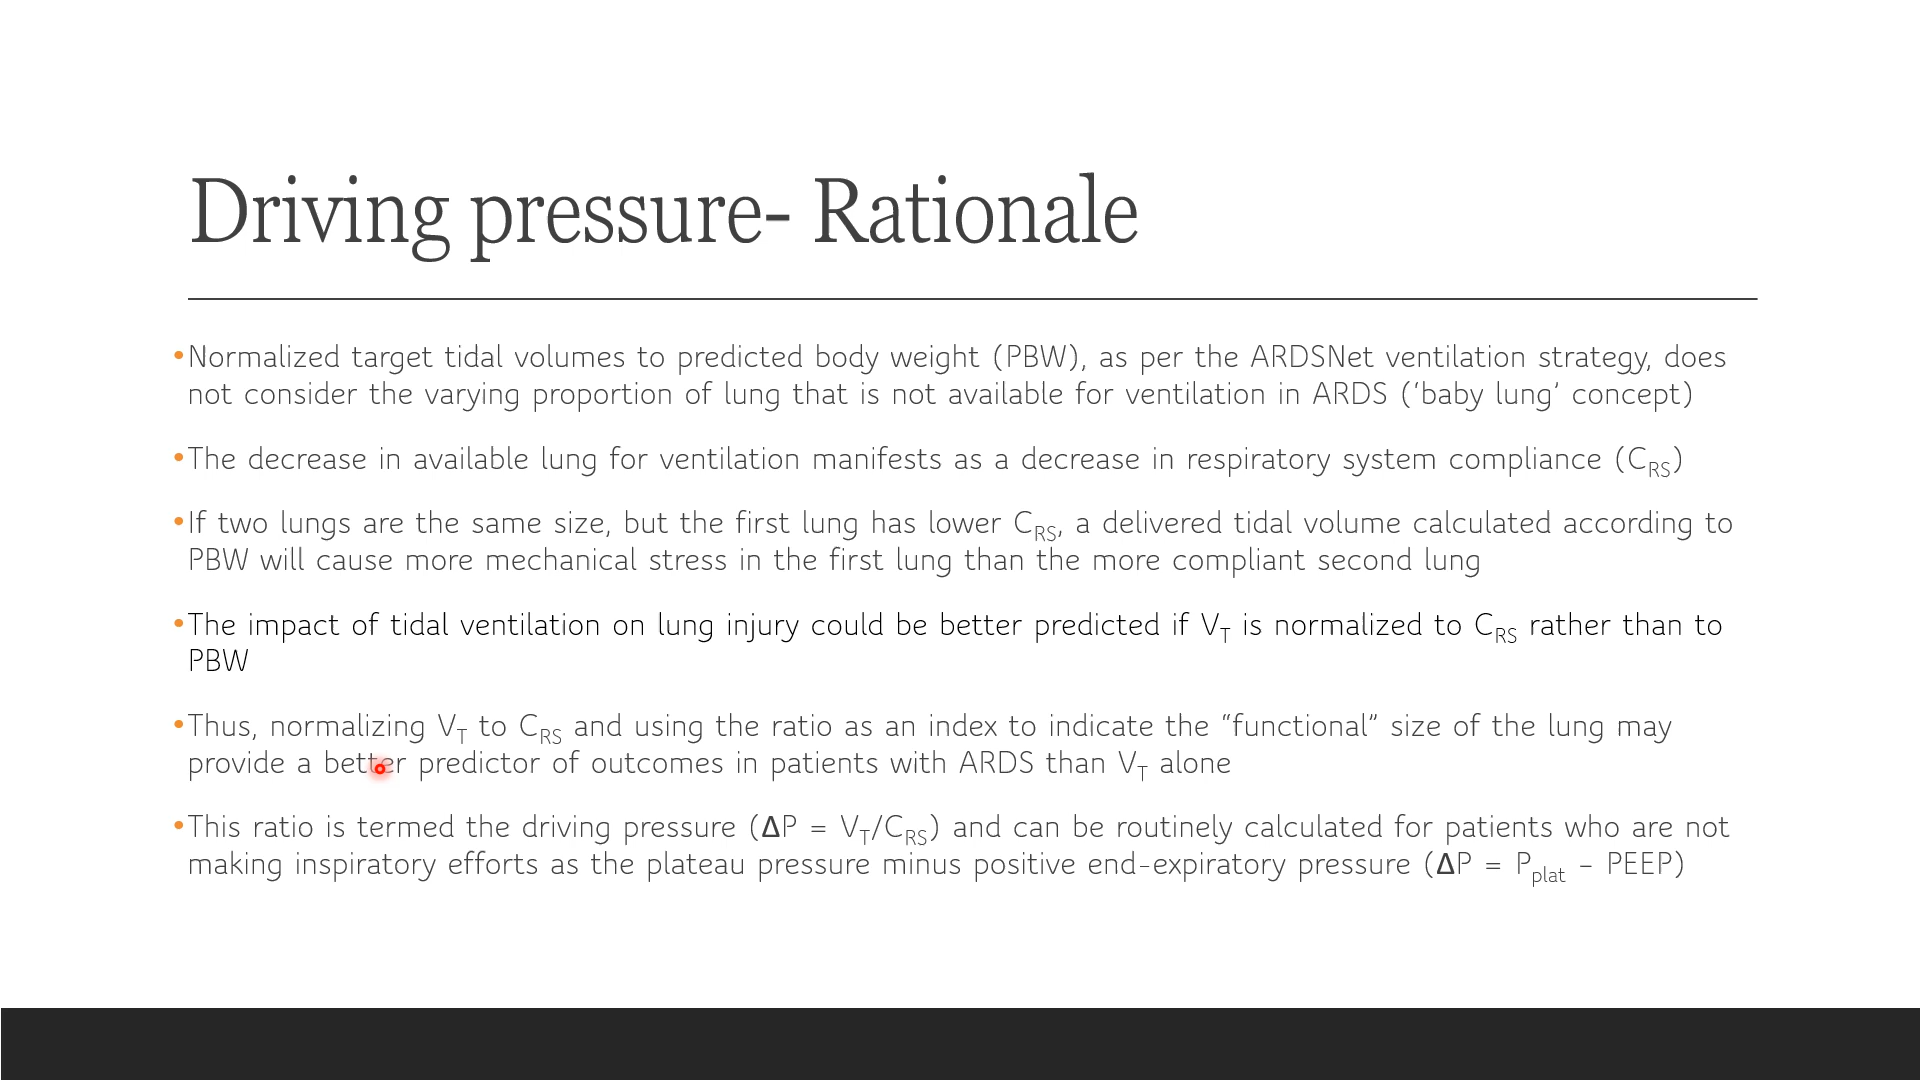 Driving pressure- Rationale
•Normalized target tidal volumes to predicted body weight (PBW), as per the ARDSNet ventilation strategy, does
not consider the varying proportion of lung that is not available for ventilation in ARDS (‘baby lung’ concept)
•The decrease in available lung for ventilation manifests as a decrease in respiratory system compliance (CRS)
•If two lungs are the same size, but the first lung has lower CRS, a delivered tidal volume calculated according to
PBW will cause more mechanical stress in the first lung than the more compliant second lung
•The impact of tidal ventilation on lung injury could be better predicted if VT is normalized to CRS rather than to
PBW
•Thus, normalizing VT to CRS and using the ratio as an index to indicate the “functional” size of the lung may
provide a better predictor of outcomes in patients with ARDS than VT alone
•This ratio is termed the driving pressure (ΔP = VT/CRS) and can be routinely calculated for patients who are not
making inspiratory efforts as the plateau pressure minus positive end-expiratory pressure (ΔP = Pplat – PEEP)